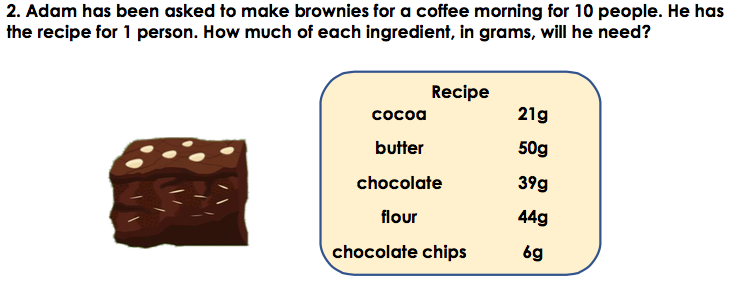 2. Adam has been asked to make brownies for a coffee morning for 10 people. He has
the recipe for 1 person. How much of each ingredient, in grams, will he need?
Recipe
cocoa 21g
butter 50g
chocolate 39g
flour 44g
chocolate chips 6g